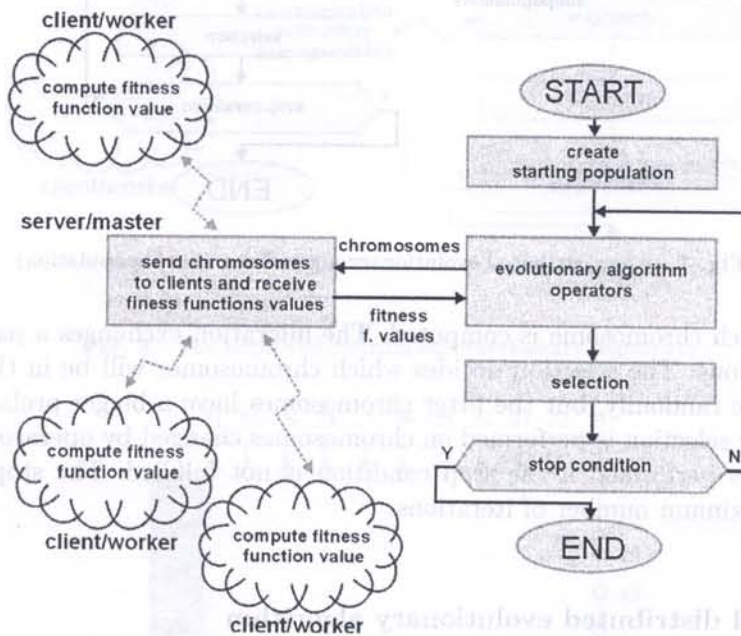 client/worker
compute fitness
function value
START
create
starting population
server/master
send chromosomes
to clients and receive
finess functions values
chromosomes
fitness
f. values
evolutionary algorithm
operators
selection
Y
stop condition
N
END
compute fitness
function value
client/worker
compute fitness
function value
client/worker